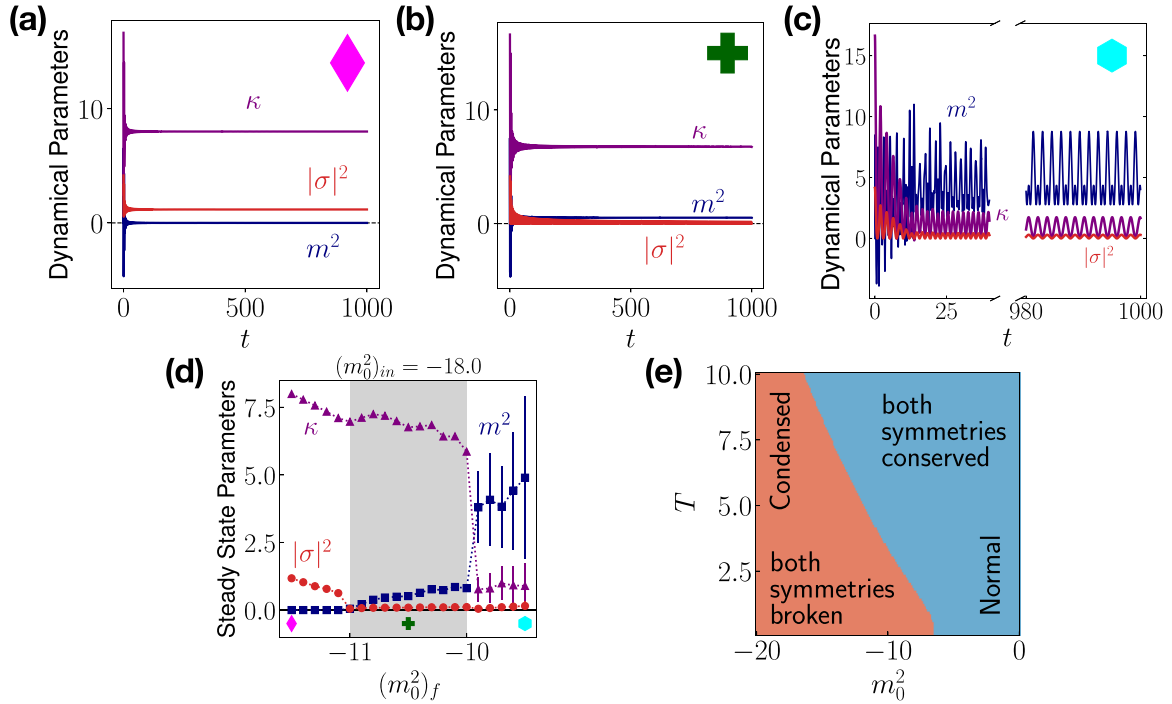 (a)
Dynamical Parameters
10
0
κ
|σ|²
m²
0
500
1000
t
(b)
Dynamical Parameters
10
0
κ
m²
|σ|²
0
500
1000
t
(c)
Dynamical Parameters
15
10
5
0
m²
κ
|σ|²
0
25
980
1000
t
(d)
(m₀²)ᵢₙ = −18.0
Steady State Parameters
7.5
5.0
2.5
0.0
κ
m²
|σ|²
−11
−10
(m₀²)f
(e)
T
10.0
7.5
5.0
2.5
Condensed
both
symmetries
conserved
both
symmetries
broken
Normal
−20
−10
0
m₀²